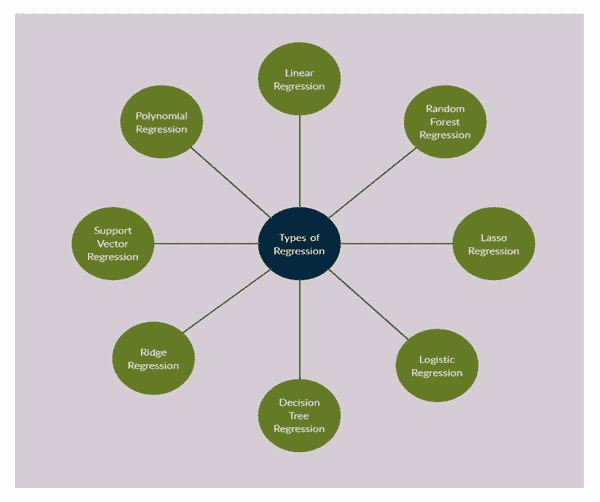 Linear
Regression
Random
Forest
Regression
Lasso
Regression
Logistic
Regression
Decision
Tree
Regression
Ridge
Regression
Support
Vector
Regression
Polynomial
Regression
Types of
Regression